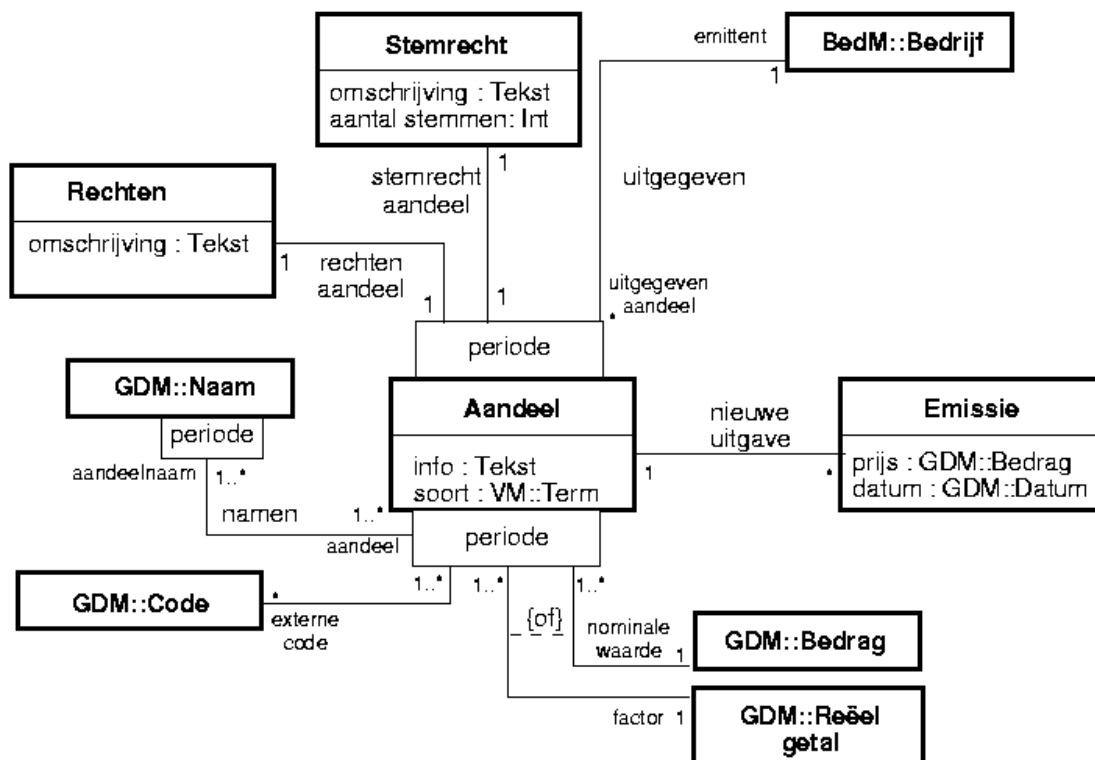 Stemrecht
omschrijving : Tekst
aantal stemmen: Int
emittent
BedM::Bedrijf
1
1
stemrecht
aandeel
uitgegeven
Rechten
omschrijving : Tekst
1
rechten
aandeel
1
1
uitgegeven
aandeel
*
periode
GDM::Naam
periode
aandeelnaam
1..*
namen
1..*
aandeel
Aandeel
info : Tekst
soort : VM::Term
periode
nieuwe
uitgave
1
*
Emissie
prijs : GDM::Bedrag
datum : GDM::Datum
GDM::Code
*
externe
code
1..*
1..*
1..*
{of}
nominale
waarde
1
GDM::Bedrag
factor
1
GDM::Reëel
getal